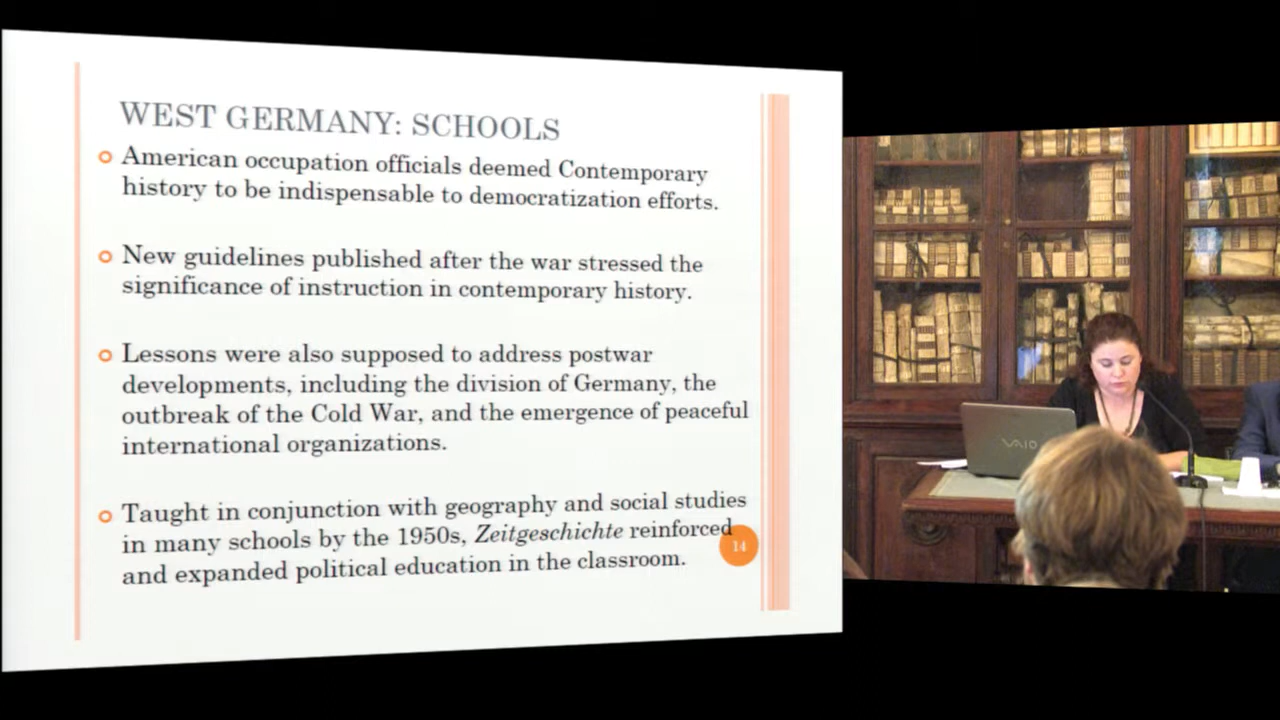 WEST GERMANY: SCHOOLS
American occupation officials deemed Contemporary
history to be indispensable to democratization efforts.
New guidelines published after the war stressed the
significance of instruction in contemporary history.
Lessons were also supposed to address postwar
developments, including the division of Germany, the
outbreak of the Cold War, and the emergence of peaceful
international organizations.
Taught in conjunction with geography and social studies
in many schools by the 1950s, Zeitgeschichte reinforced
and expanded political education in the classroom.
14
VAIO